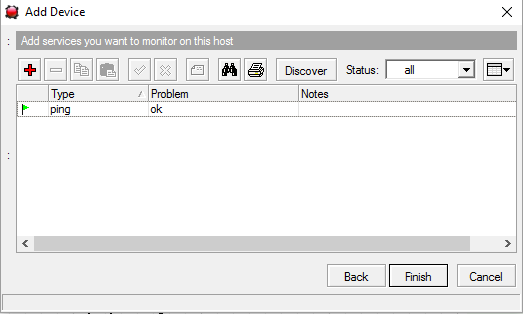 Add Device
Add services you want to monitor on this host
Discover Status: all
Type Problem Notes
ping ok
Back Finish Cancel